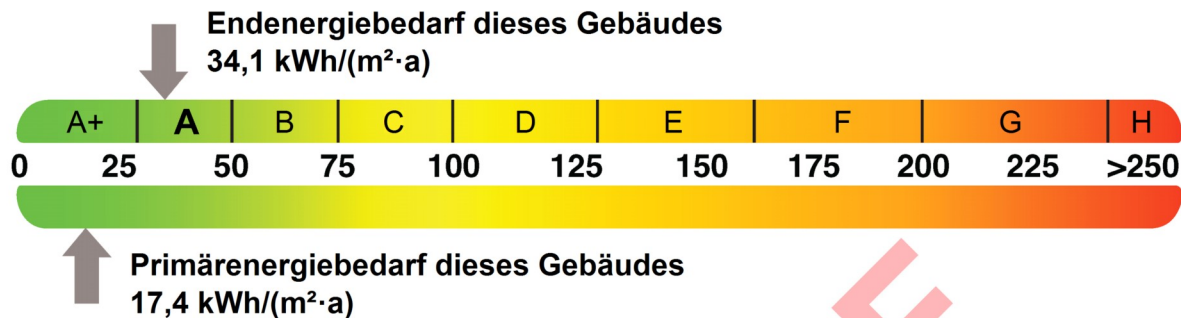 Endenergiebedarf dieses Gebäudes
34,1 kWh/(m²·a)
A+ A B C D E F G H
0 25 50 75 100 125 150 175 200 225 >250
Primärenergiebedarf dieses Gebäudes
17,4 kWh/(m²·a)